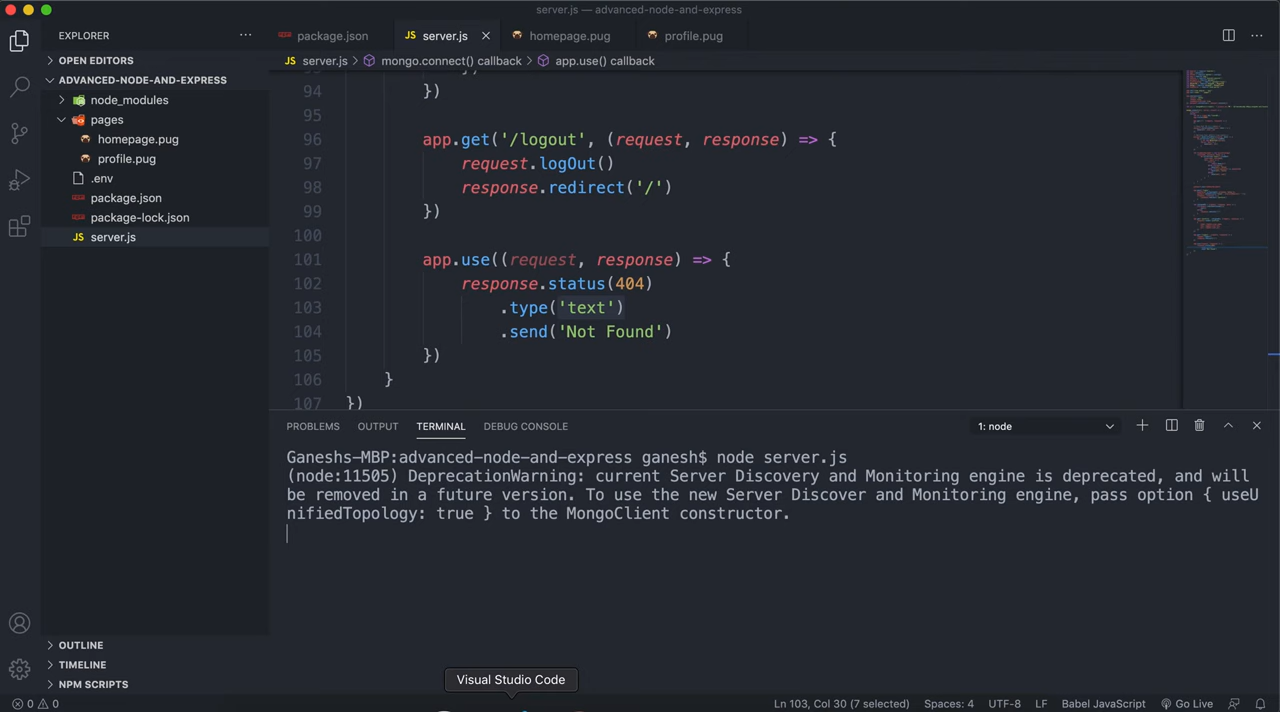 server.js — advanced-node-and-express
EXPLORER
package.json
JS server.js
homepage.pug
profile.pug
OPEN EDITORS
JS server.js > mongo.connect() callback > app.use() callback
ADVANCED-NODE-AND-EXPRESS
node_modules
pages
homepage.pug
profile.pug
.env
package.json
package-lock.json
JS server.js
94 })
95
96 app.get('/logout', (request, response) => {
97 request.logOut()
98 response.redirect('/')
99 })
100
101 app.use((request, response) => {
102 response.status(404)
103 .type('text')
104 .send('Not Found')
105 })
106 }
107 })
PROBLEMS OUTPUT TERMINAL DEBUG CONSOLE
1: node
Ganeshs-MBP:advanced-node-and-express ganesh$ node server.js
(node:11505) DeprecationWarning: current Server Discovery and Monitoring engine is deprecated, and will
be removed in a future version. To use the new Server Discover and Monitoring engine, pass option { useU
nifiedTopology: true } to the MongoClient constructor.
OUTLINE
TIMELINE
NPM SCRIPTS
Visual Studio Code
0 0
Ln 103, Col 30 (7 selected) Spaces: 4 UTF-8 LF Babel JavaScript Go Live